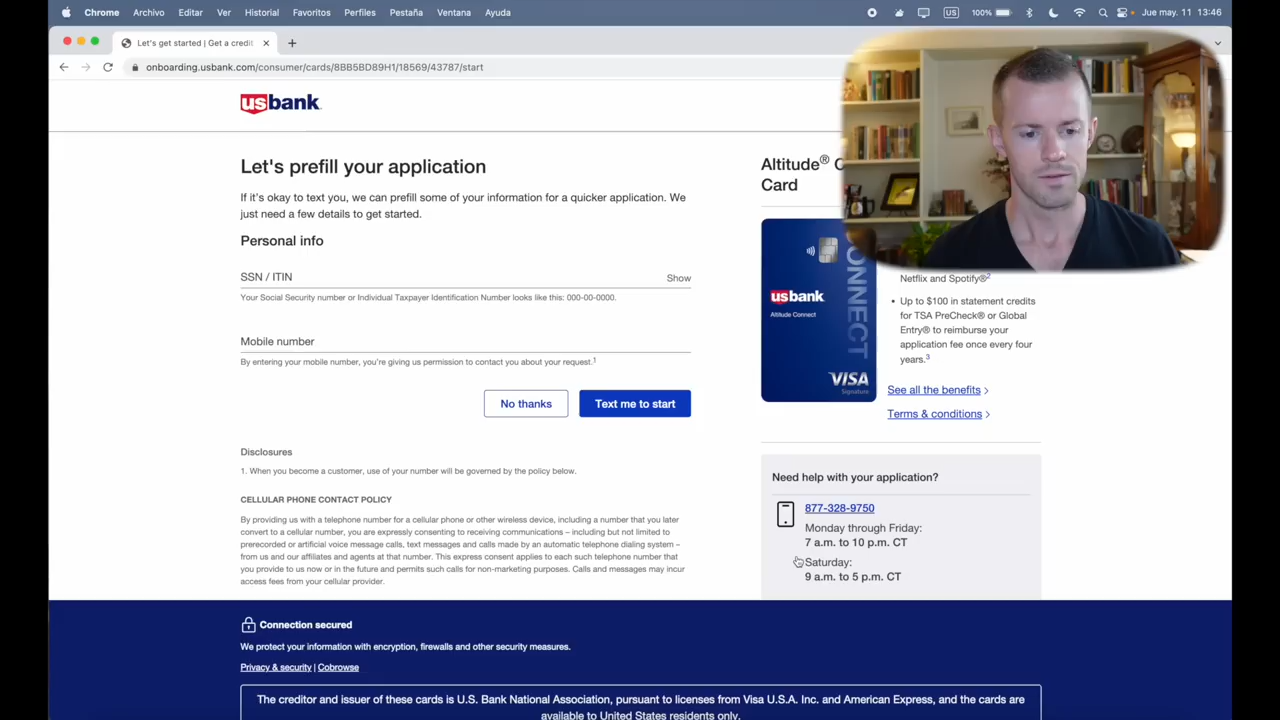 Chrome Archivo Editar Ver Historial Favoritos Perfiles Pestaña Ventana Ayuda US 100% Jue may. 11 13:46
Let's get started | Get a credit
onboarding.usbank.com/consumer/cards/8BB5BD89H1/18569/43787/start
usbank
Let's prefill your application
If it's okay to text you, we can prefill some of your information for a quicker application. We
just need a few details to get started.
Personal info
SSN / ITIN Show
Your Social Security number or Individual Taxpayer Identification Number looks like this: 000-00-0000.
Mobile number
By entering your mobile number, you're giving us permission to contact you about your request.1
No thanks Text me to start
Disclosures
1. When you become a customer, use of your number will be governed by the policy below.
CELLULAR PHONE CONTACT POLICY
By providing us with a telephone number for a cellular phone or other wireless device, including a number that you later
convert to a cellular number, you are expressly consenting to receiving communications – including but not limited to
prerecorded or artificial voice message calls, text messages and calls made by an automatic telephone dialing system –
from us and our affiliates and agents at that number. This express consent applies to each such telephone number that
you provide to us now or in the future and permits such calls for non-marketing purposes. Calls and messages may incur
access fees from your cellular provider.
Altitude®
Card
CONNECT
usbank
Altitude Connect
VISA
Signature
Netflix and Spotify®2
• Up to $100 in statement credits
for TSA PreCheck® or Global
Entry® to reimburse your
application fee once every four
years.3
See all the benefits >
Terms & conditions >
Need help with your application?
877-328-9750
Monday through Friday:
7 a.m. to 10 p.m. CT
Saturday:
9 a.m. to 5 p.m. CT
Connection secured
We protect your information with encryption, firewalls and other security measures.
Privacy & security | Cobrowse
The creditor and issuer of these cards is U.S. Bank National Association, pursuant to licenses from Visa U.S.A. Inc. and American Express, and the cards are
available to United States residents only.